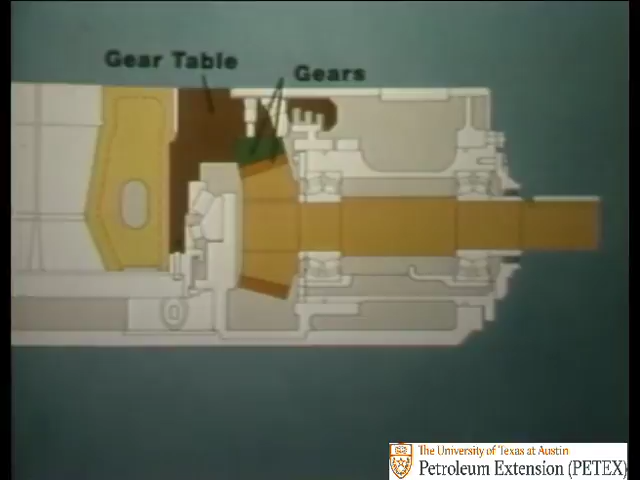 Gear Table
Gears
The University of Texas at Austin
Petroleum Extension (PETEX)